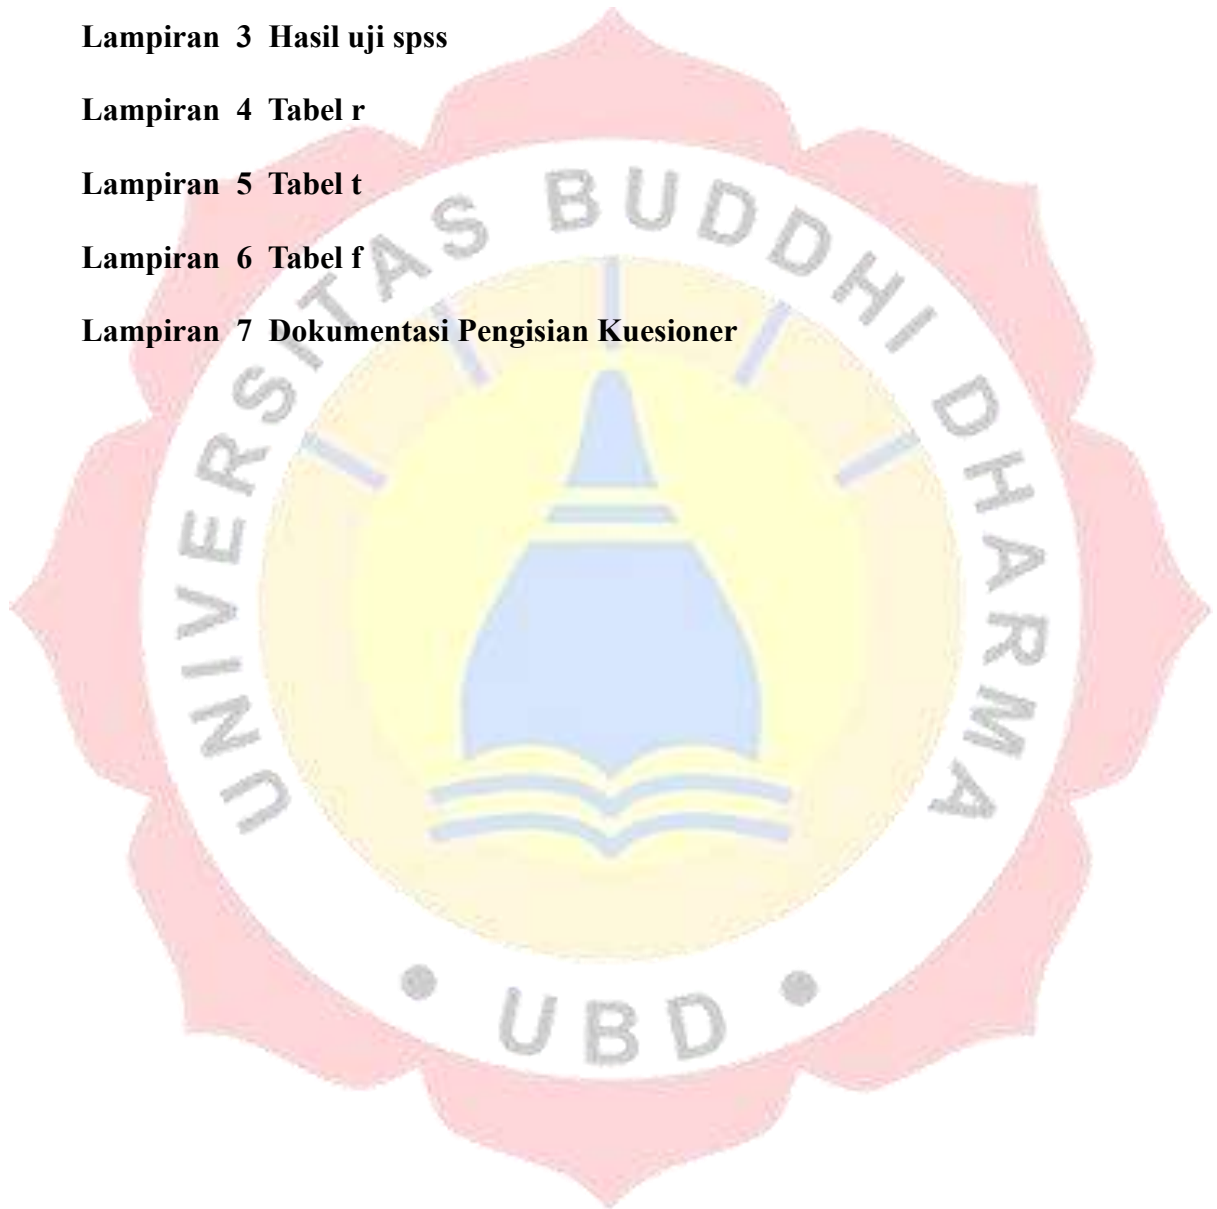 Lampiran 3 Hasil uji spss
Lampiran 4 Tabel r
Lampiran 5 Tabel t
Lampiran 6 Tabel f
Lampiran 7 Dokumentasi Pengisian Kuesioner
UNIVERSITAS BUDDHI DHARMA
• UBD •